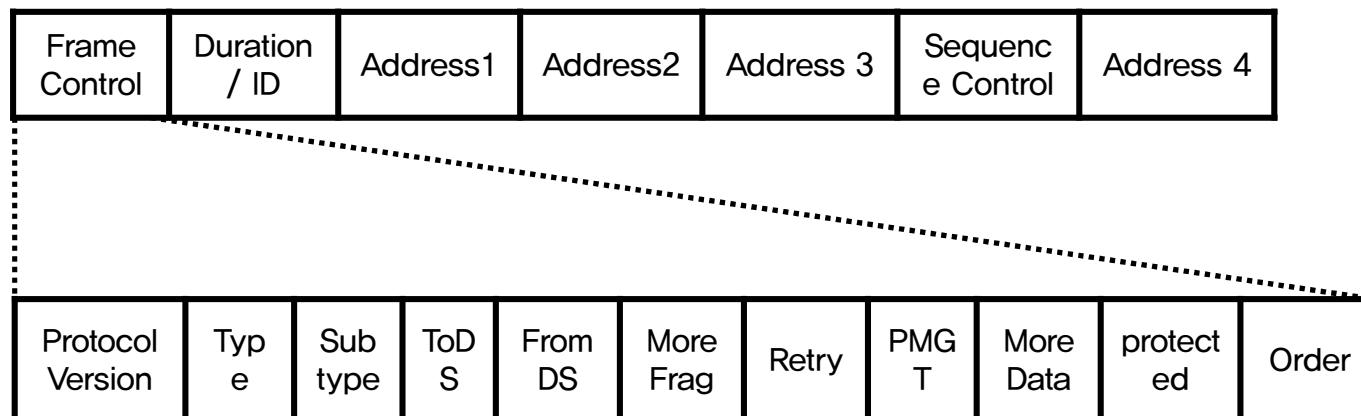 Frame
Control
Duration
/ ID
Address1
Address2
Address 3
Sequenc
e Control
Address 4
Protocol
Version
Typ
e
Sub
type
ToD
S
From
DS
More
Frag
Retry
PMG
T
More
Data
protect
ed
Order